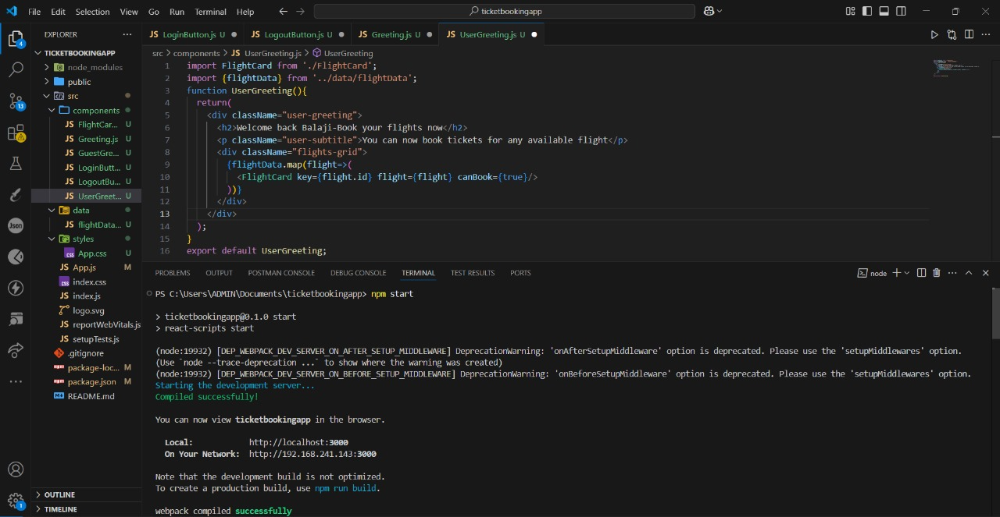 File Edit Selection View Go Run Terminal Help
ticketbookingapp
EXPLORER
TICKETBOOKINGAPP
node_modules
public
src
components
JS FlightCar... U
JS Greeting.js U
JS GuestGre... U
JS LoginButt... U
JS LogoutBu... U
JS UserGreet... U
data
JS flightData... U
styles
App.css U
JS App.js M
index.css
JS index.js
logo.svg
JS reportWebVitals.js
JS setupTests.js
.gitignore
package-loc... M
package.json M
README.md
OUTLINE
TIMELINE
4
13
Json
1
JS LoginButton.js U
JS LogoutButton.js U
JS Greeting.js U
JS UserGreeting.js U
src > components > JS UserGreeting.js > UserGreeting
1 import FlightCard from './FlightCard';
2 import {flightData} from '../data/flightData';
3 function UserGreeting(){
4 return(
5 <div className="user-greeting">
6 <h2>Welcome back Balaji-Book your flights now</h2>
7 <p className="user-subtitle">You can now book tickets for any available flight</p>
8 <div className="flights-grid">
9 {flightData.map(flight=>(
10 <FlightCard key={flight.id} flight={flight} canBook={true}/>
11 ))}
12 </div>
13 </div>
14 );
15 }
16 export default UserGreeting;
PROBLEMS OUTPUT POSTMAN CONSOLE DEBUG CONSOLE TERMINAL TEST RESULTS PORTS
node
PS C:\Users\ADMIN\Documents\ticketbookingapp> npm start
> ticketbookingapp@0.1.0 start
> react-scripts start
(node:19932) [DEP_WEBPACK_DEV_SERVER_ON_AFTER_SETUP_MIDDLEWARE] DeprecationWarning: 'onAfterSetupMiddleware' option is deprecated. Please use the 'setupMiddlewares' option.
(Use `node --trace-deprecation ...` to show where the warning was created)
(node:19932) [DEP_WEBPACK_DEV_SERVER_ON_BEFORE_SETUP_MIDDLEWARE] DeprecationWarning: 'onBeforeSetupMiddleware' option is deprecated. Please use the 'setupMiddlewares' option.
Starting the development server...
Compiled successfully!
You can now view ticketbookingapp in the browser.
Local: http://localhost:3000
On Your Network: http://192.168.241.143:3000
Note that the development build is not optimized.
To create a production build, use npm run build.
webpack compiled successfully